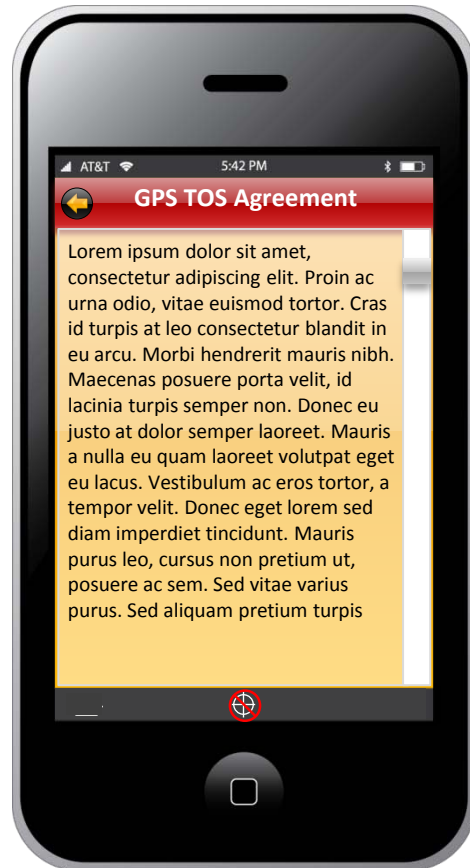 AT&T 5:42 PM
GPS TOS Agreement
Lorem ipsum dolor sit amet,
consectetur adipiscing elit. Proin ac
urna odio, vitae euismod tortor. Cras
id turpis at leo consectetur blandit in
eu arcu. Morbi hendrerit mauris nibh.
Maecenas posuere porta velit, id
lacinia turpis semper non. Donec eu
justo at dolor semper laoreet. Mauris
a nulla eu quam laoreet volutpat eget
eu lacus. Vestibulum ac eros tortor, a
tempor velit. Donec eget lorem sed
diam imperdiet tincidunt. Mauris
purus leo, cursus non pretium ut,
posuere ac sem. Sed vitae varius
purus. Sed aliquam pretium turpis